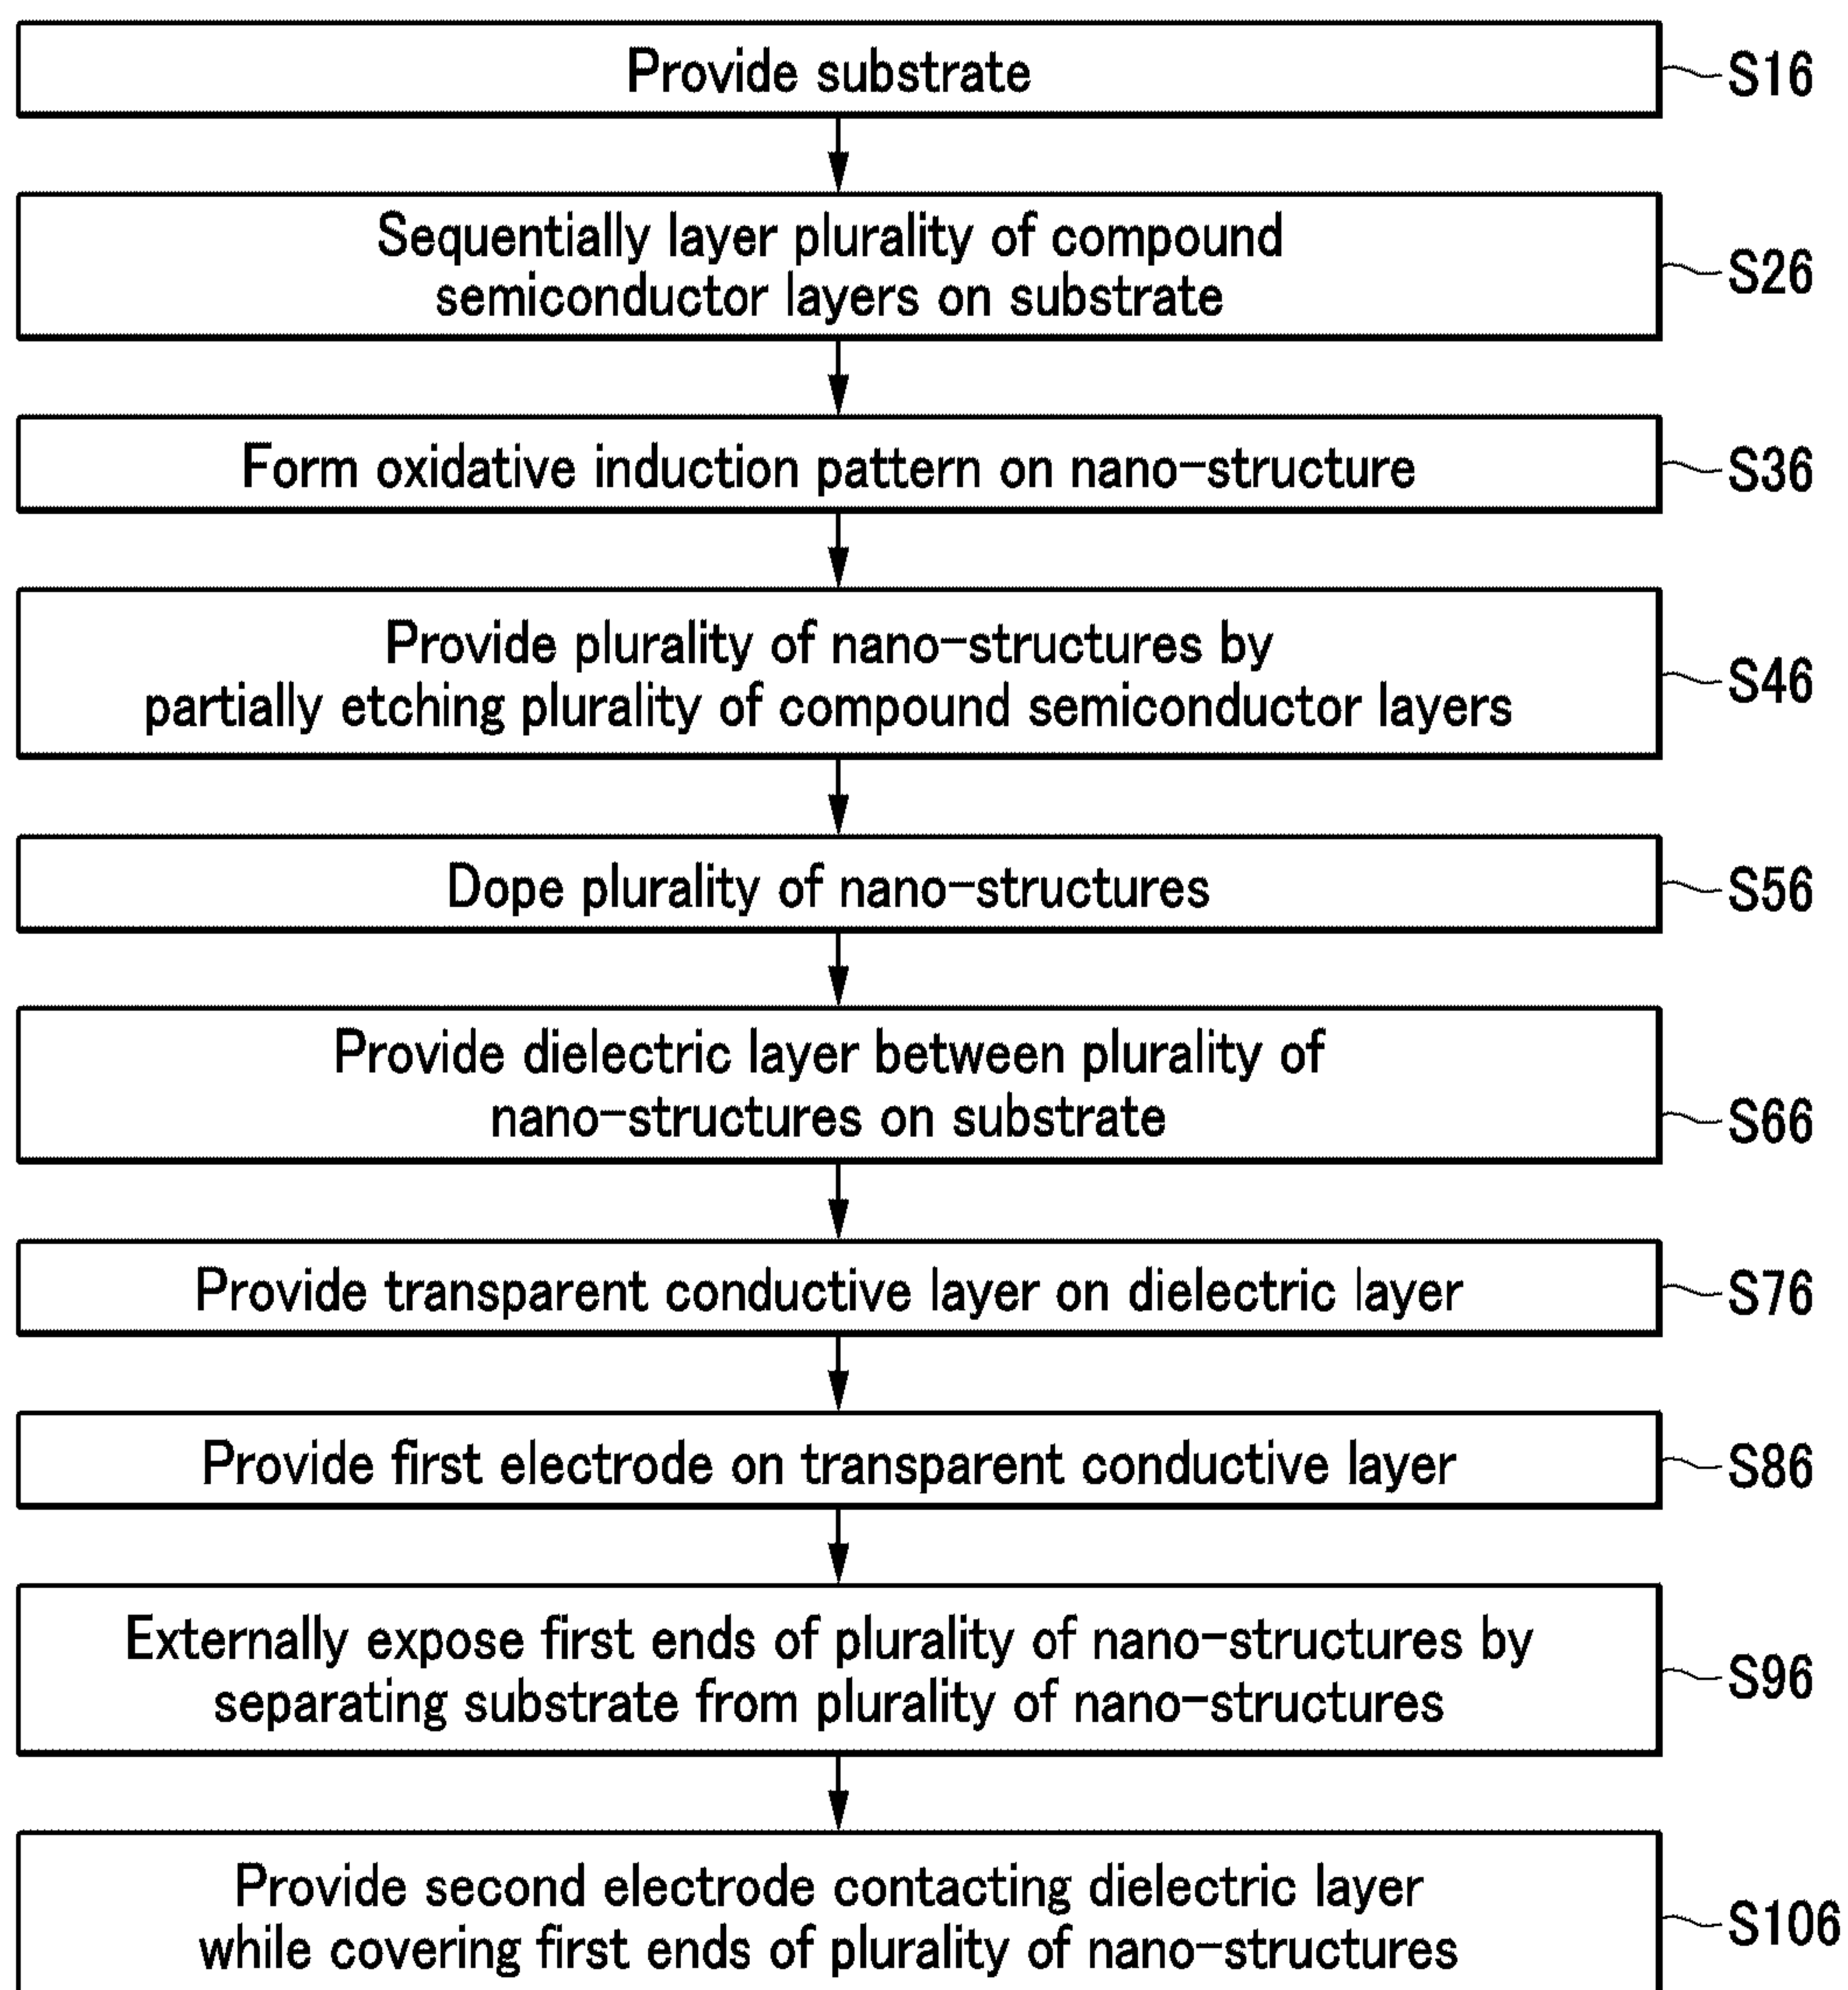 Provide substrate
S16
Sequentially layer plurality of compound
semiconductor layers on substrate
S26
Form oxidative induction pattern on nano-structure
S36
Provide plurality of nano-structures by
partially etching plurality of compound semiconductor layers
S46
Dope plurality of nano-structures
S56
Provide dielectric layer between plurality of
nano-structures on substrate
S66
Provide transparent conductive layer on dielectric layer
S76
Provide first electrode on transparent conductive layer
S86
Externally expose first ends of plurality of nano-structures by
separating substrate from plurality of nano-structures
S96
Provide second electrode contacting dielectric layer
while covering first ends of plurality of nano-structures
S106